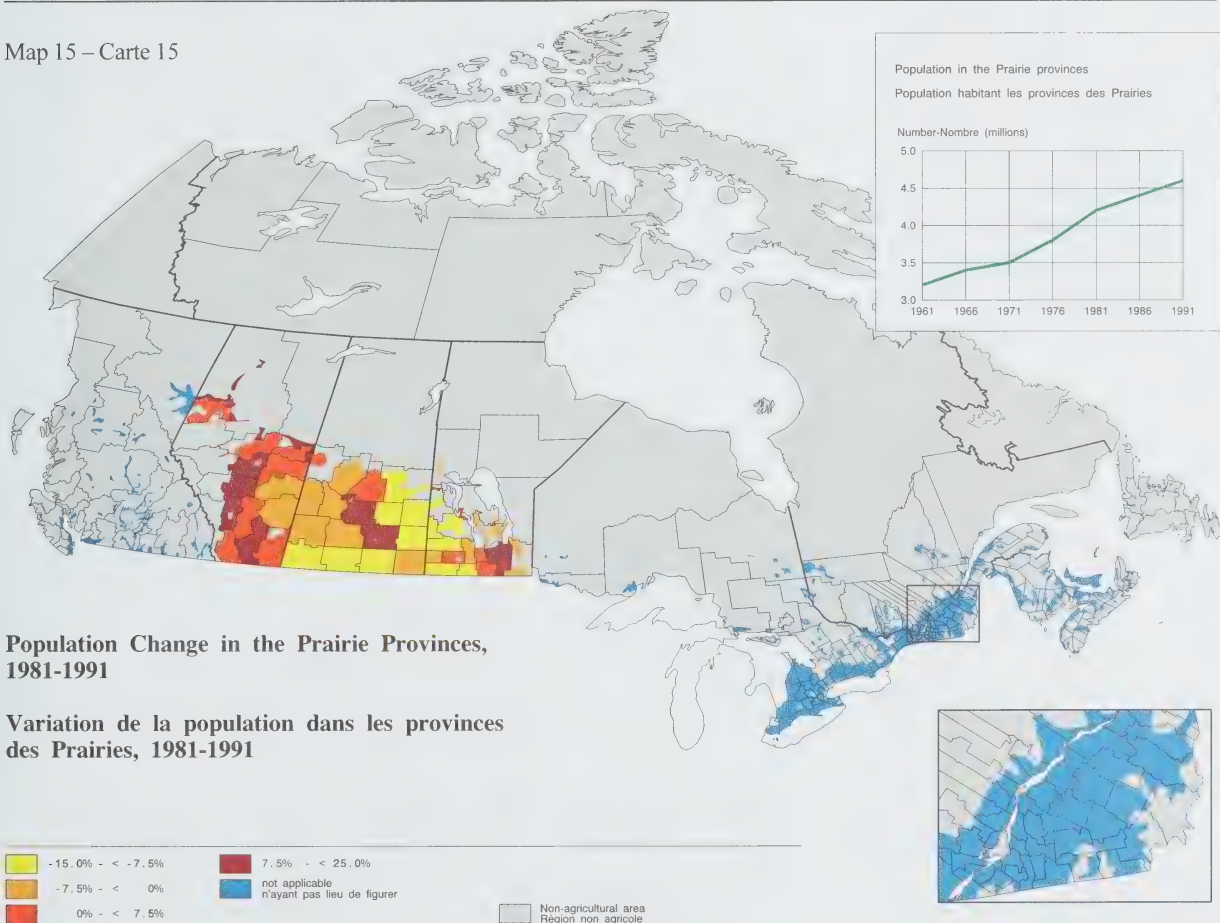 Map 15 – Carte 15
Population in the Prairie provinces
Population habitant les provinces des Prairies
Number-Nombre (millions)
5.0
4.5
4.0
3.5
3.0
1961 1966 1971 1976 1981 1986 1991
Population Change in the Prairie Provinces,
1981-1991
Variation de la population dans les provinces
des Prairies, 1981-1991
-15.0% - < -7.5%
-7.5% - < 0%
0% - < 7.5%
7.5% - < 25.0%
not applicable
n'ayant pas lieu de figurer
Non-agricultural area
Région non agricole